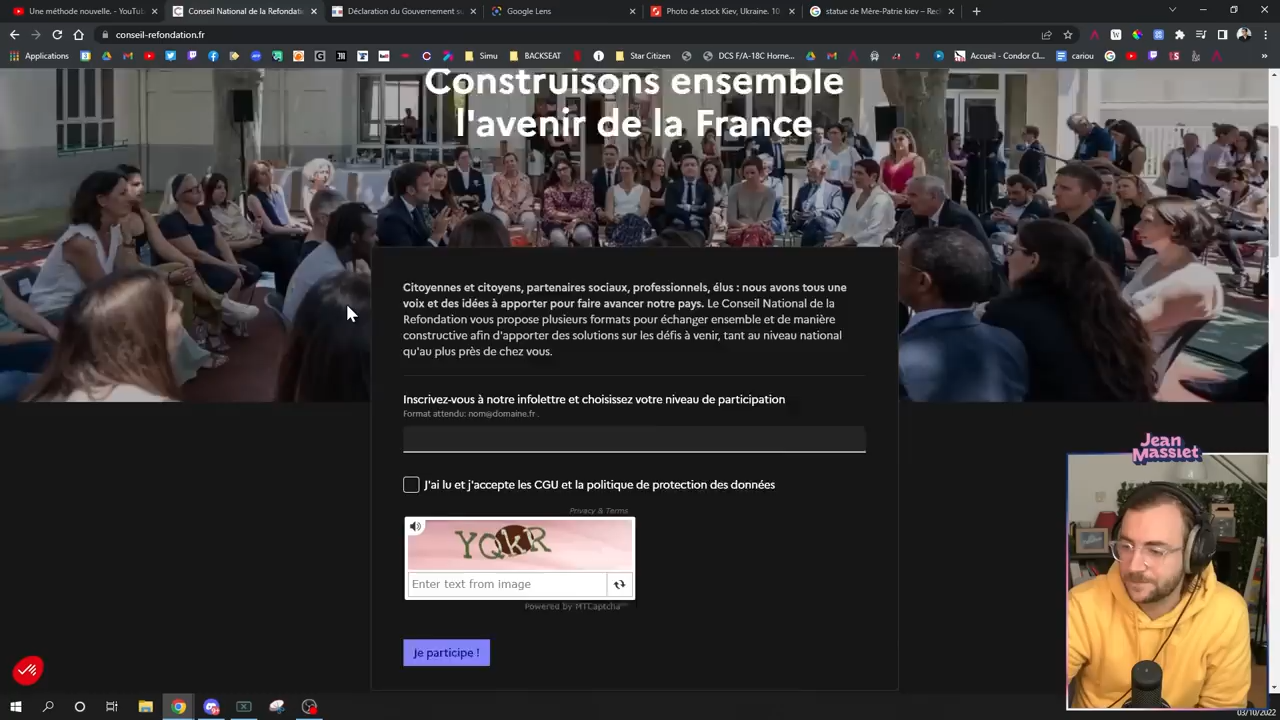 Une méthode nouvelle. - YouTub
Conseil National de la Refondatio
Déclaration du Gouvernement su
Google Lens
Photo de stock Kiev, Ukraine. 10.
statue de Mère-Patrie kiev – Rec
conseil-refondation.fr
Applications
Simu
BACKSEAT
Star Citizen
DCS F/A-18C Horne...
Accueil - Condor Cl...
cariou
Construisons ensemble
l'avenir de la France
Citoyennes et citoyens, partenaires sociaux, professionnels, élus : nous avons tous une
voix et des idées à apporter pour faire avancer notre pays. Le Conseil National de la
Refondation vous propose plusieurs formats pour échanger ensemble et de manière
constructive afin d'apporter des solutions sur les défis à venir, tant au niveau national
qu'au plus près de chez vous.
Inscrivez-vous à notre infolettre et choisissez votre niveau de participation
Format attendu: nom@domaine.fr .
J'ai lu et j'accepte les CGU et la politique de protection des données
Privacy & Terms
YQkR
Enter text from image
Powered by MTCaptcha
Je participe !
Jean
Massiet
03/10/2022